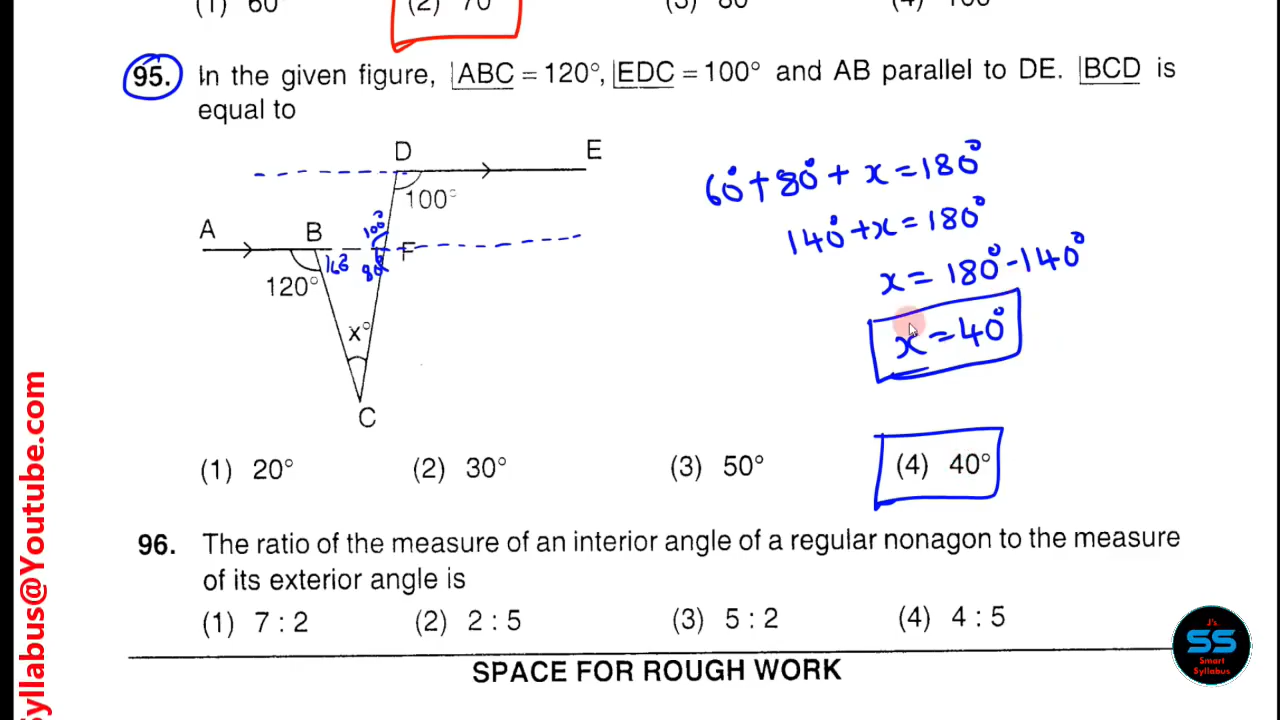 (1) 60° (2) 70° (3) 80° (4) 100°
95. In the given figure, ∠ABC = 120°, ∠EDC = 100° and AB parallel to DE. ∠BCD is
equal to
D E
100°
A B F
100°
80°
120°
x°
C
60° + 80° + x = 180°
140° + x = 180°
x = 180° - 140°
x = 40°
(1) 20° (2) 30° (3) 50° (4) 40°
96. The ratio of the measure of an interior angle of a regular nonagon to the measure
of its exterior angle is
(1) 7 : 2 (2) 2 : 5 (3) 5 : 2 (4) 4 : 5
SPACE FOR ROUGH WORK
Syllabus@Youtube.com
J's
SS
Smart
Syllabus